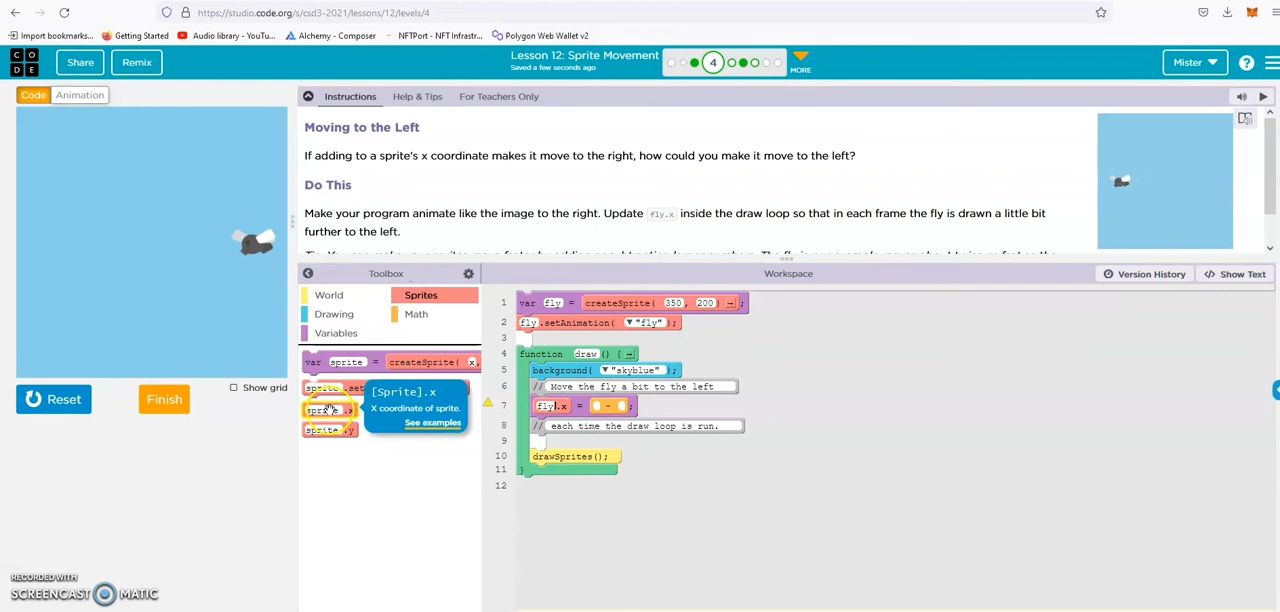 https://studio.code.org/s/csd3-2021/lessons/12/levels/4
Import bookmarks... Getting Started Audio library - YouTu... Alchemy - Composer NFTPort - NFT Infrastr... Polygon Web Wallet v2
C O D E Share Remix Lesson 12: Sprite Movement 4 MORE Mister ?
Saved a few seconds ago
Code Animation
Instructions Help & Tips For Teachers Only
Moving to the Left
If adding to a sprite's x coordinate makes it move to the right, how could you make it move to the left?
Do This
Make your program animate like the image to the right. Update fly.x inside the draw loop so that in each frame the fly is drawn a little bit
further to the left.
Toolbox Workspace Version History </> Show Text
World Sprites
Drawing Math
Variables
var sprite = createSprite( x,
sprite.set
sprite.x
sprite.y
[Sprite].x
X coordinate of sprite.
See examples
1 var fly = createSprite( 350, 200) → ;
2 fly.setAnimation( ▼"fly");
3
4 function draw () { →
5 background( ▼"skyblue");
6 // Move the fly a bit to the left
7 fly.x = - ;
8 // each time the draw loop is run.
9
10 drawSprites();
11 }
12
Show grid
Reset Finish
RECORDED WITH
SCREENCAST MATIC